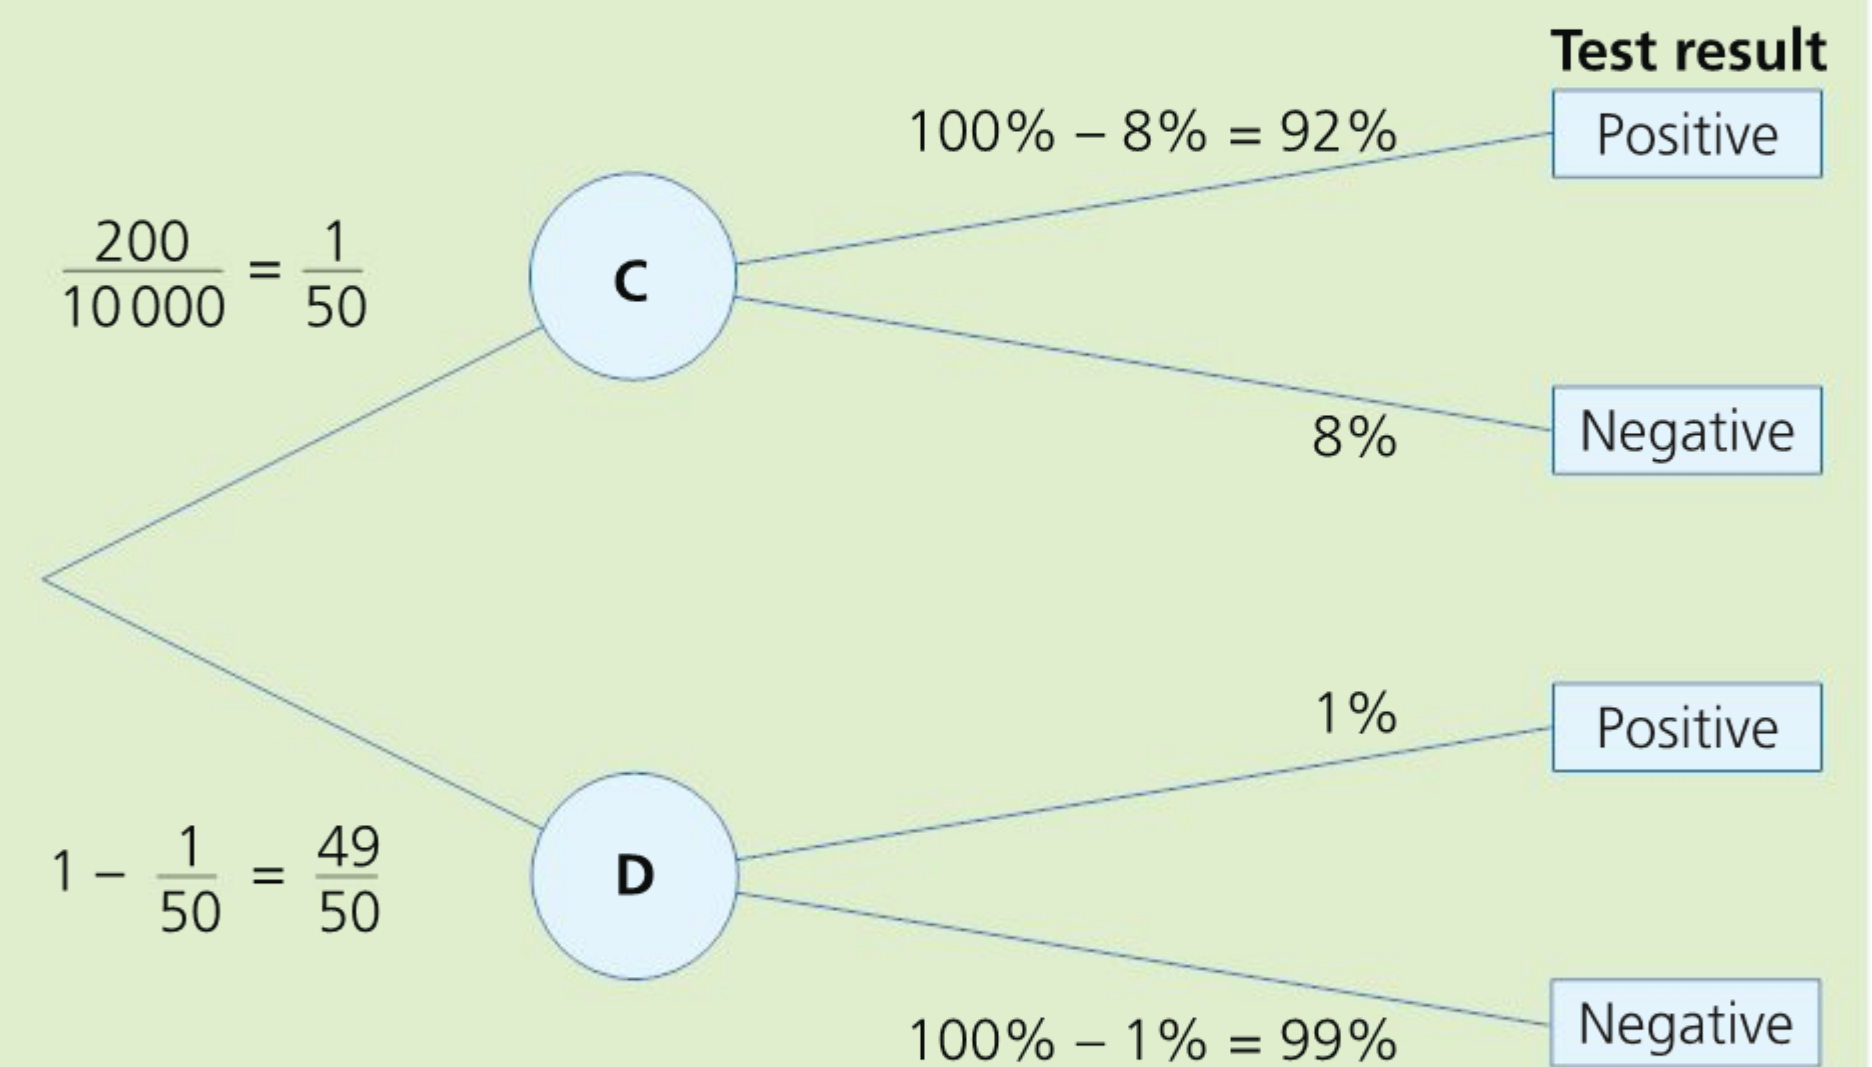 Test result
100% – 8% = 92%
Positive
200/10 000 = 1/50
C
8%
Negative
1%
Positive
1 – 1/50 = 49/50
D
100% – 1% = 99%
Negative